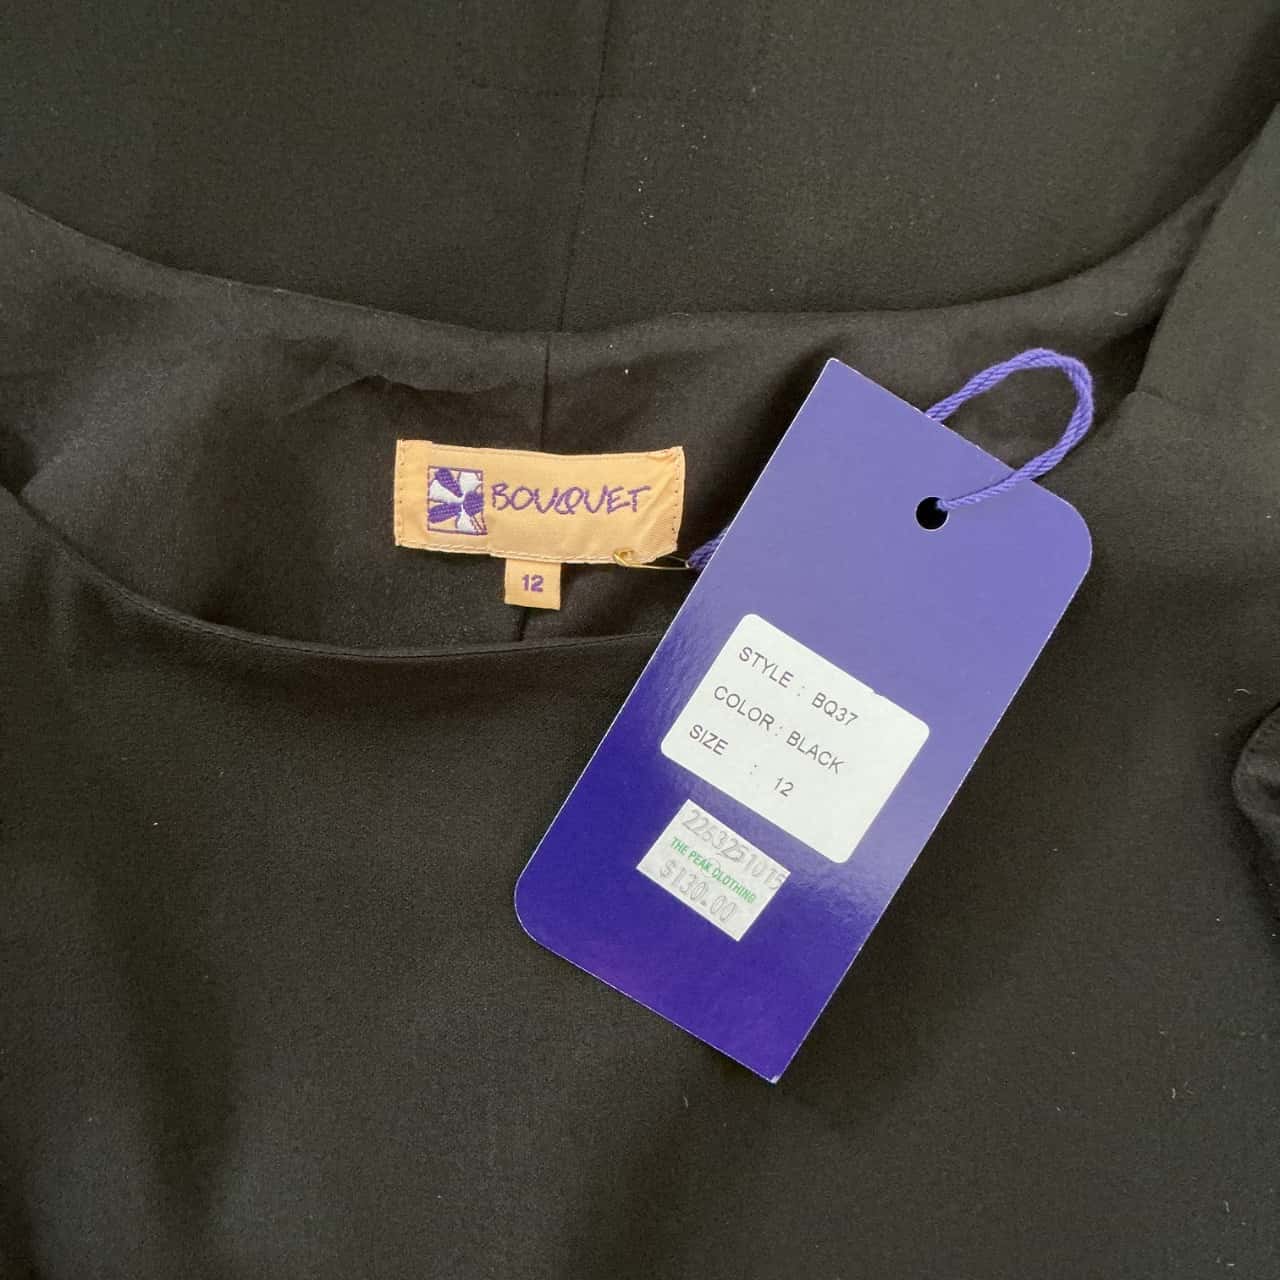 BOUQUET
12
STYLE : BQ37
COLOR : BLACK
SIZE : 12
2263251015
THE PEAK CLOTHING
$130.00